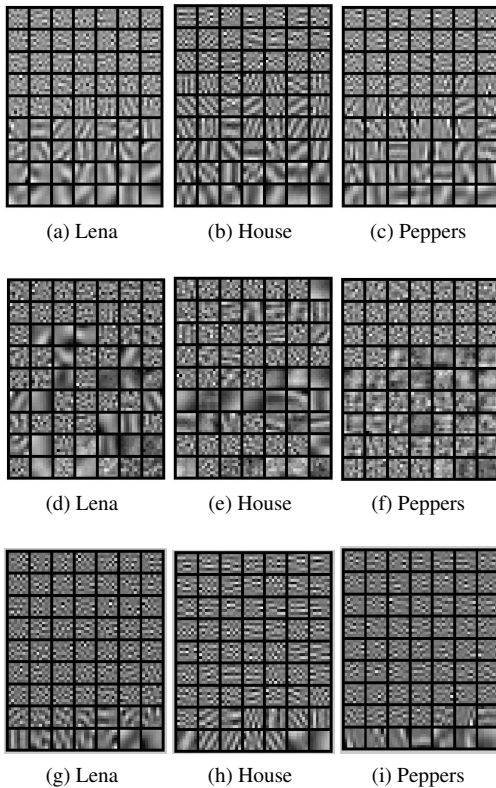 (a) Lena (b) House (c) Peppers
(d) Lena (e) House (f) Peppers
(g) Lena (h) House (i) Peppers